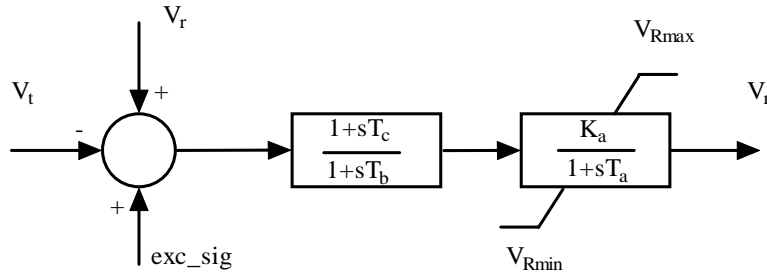 V_r
V_Rmax
V_t
+
-
1+sT_c
1+sT_b
K_a
1+sT_a
+
exc_sig
V_Rmin